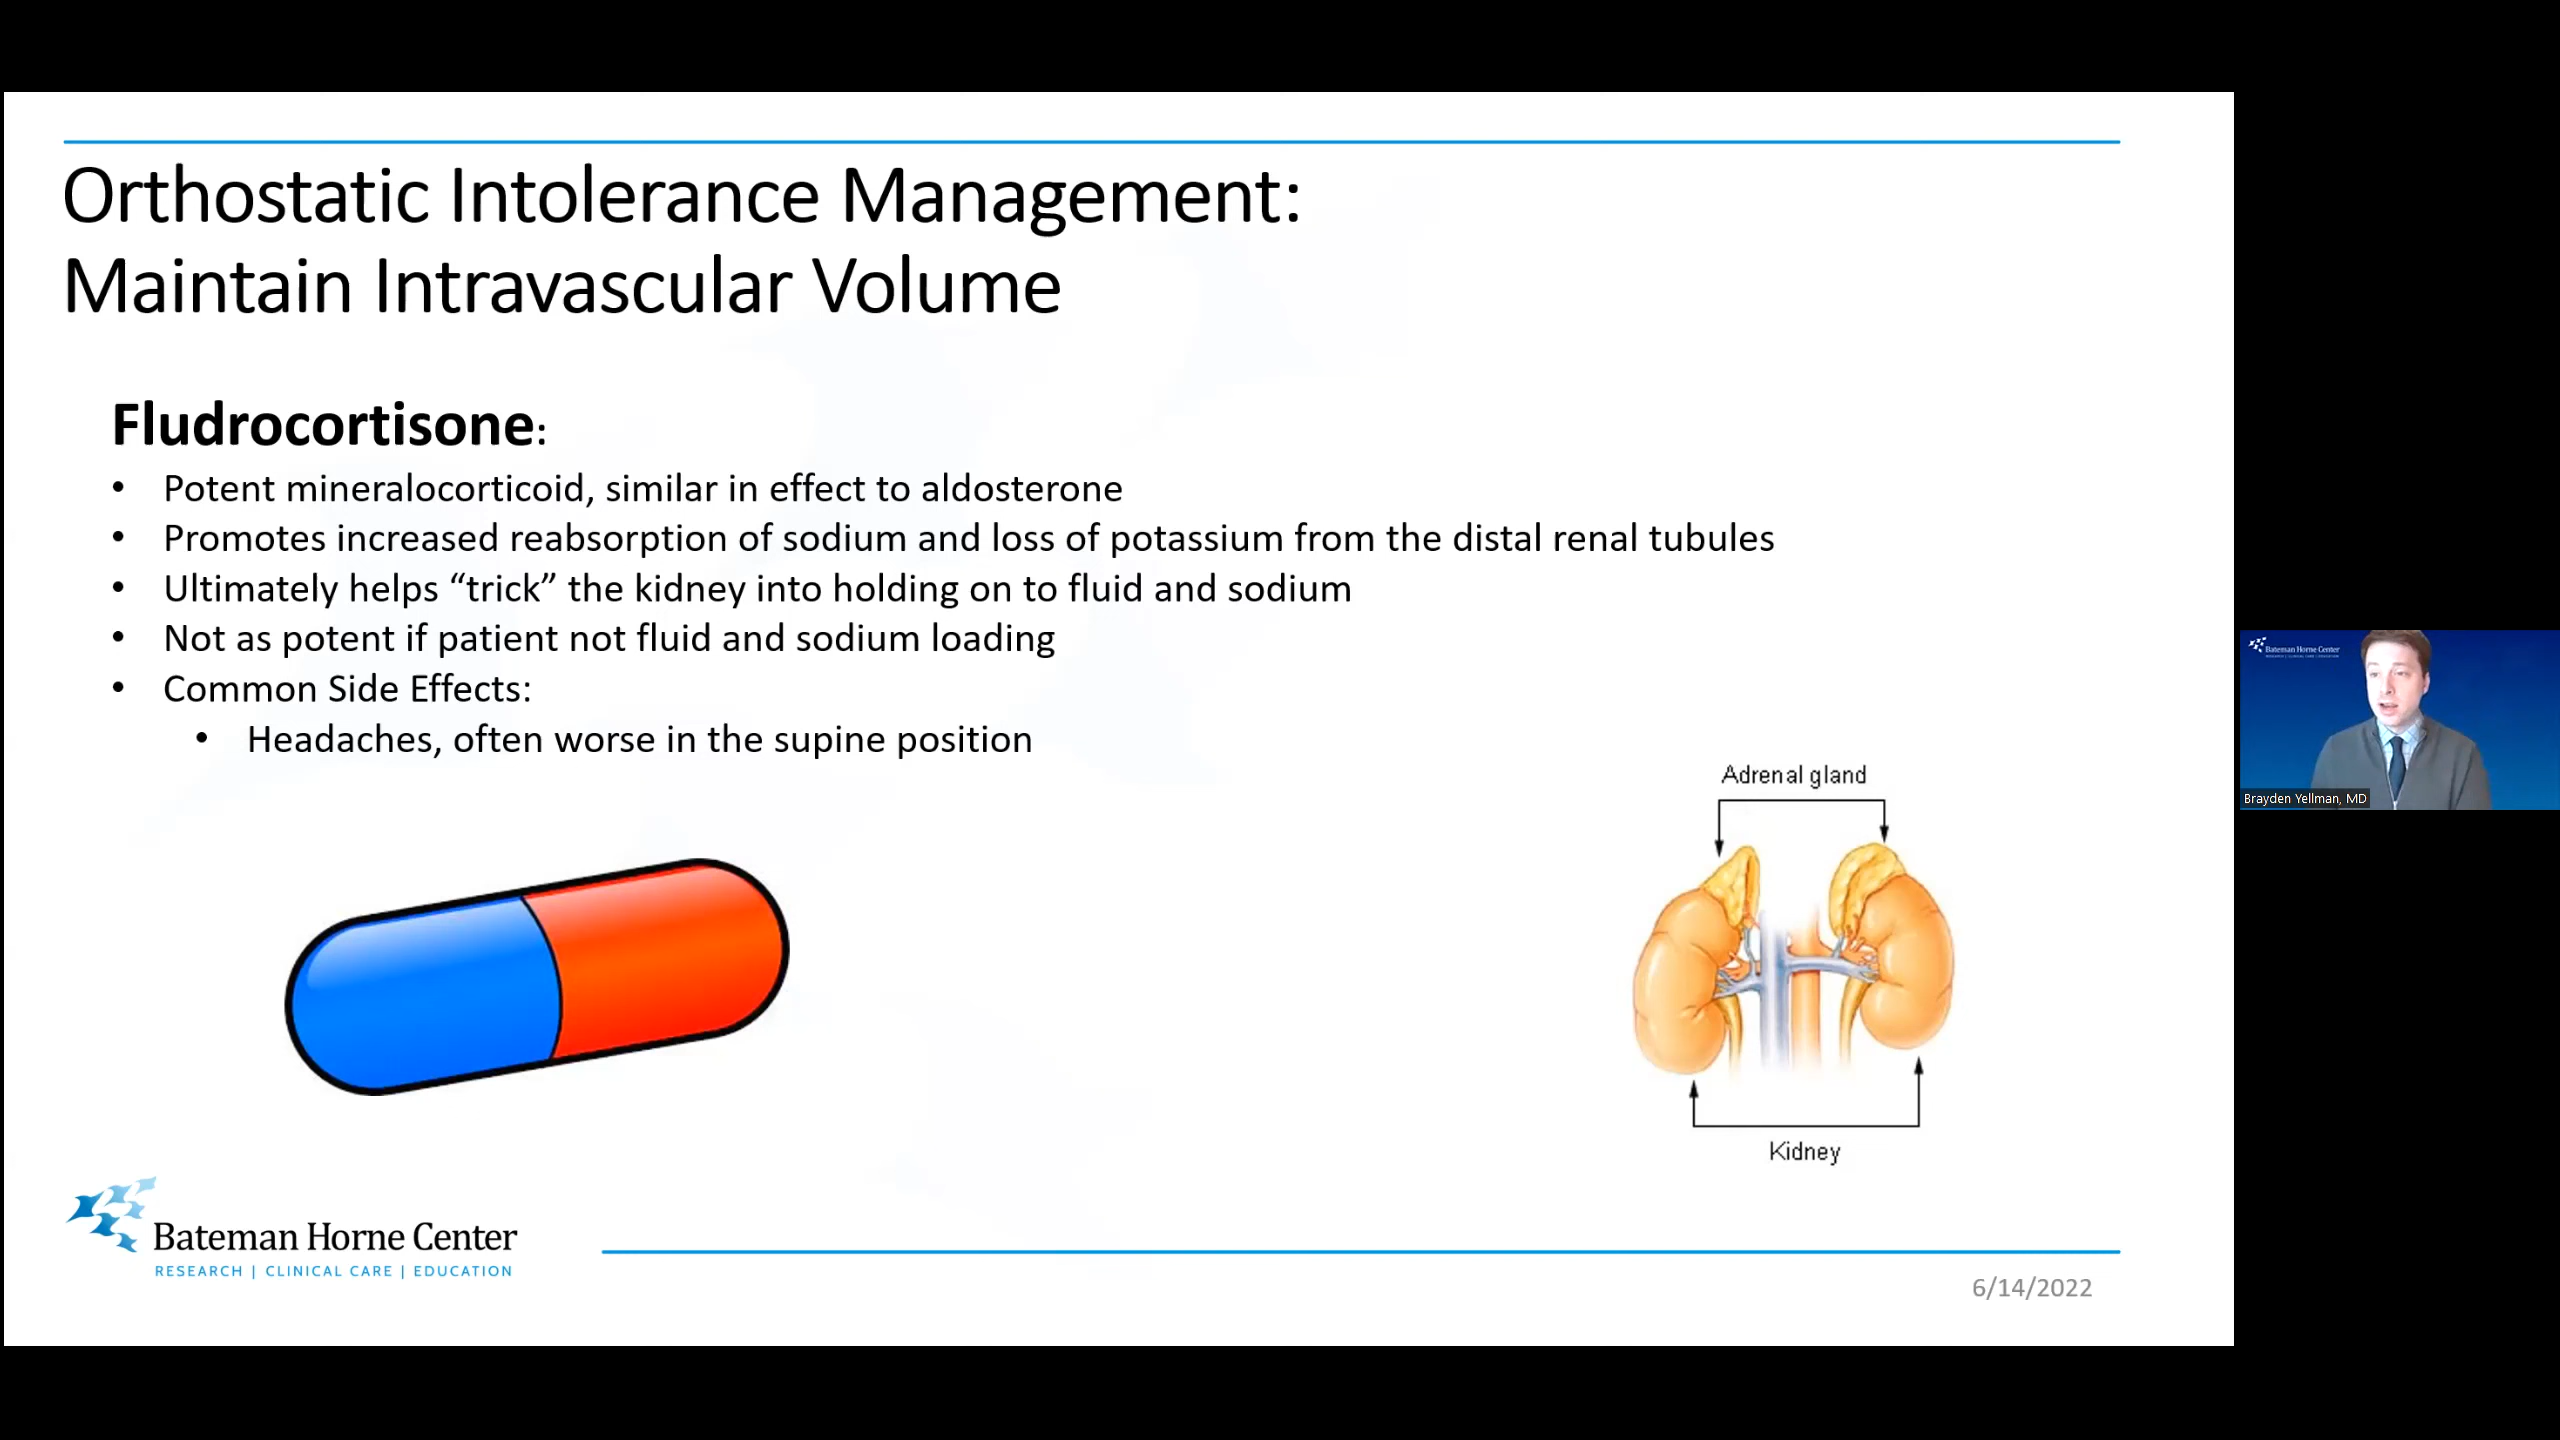 Orthostatic Intolerance Management:
Maintain Intravascular Volume
Fludrocortisone:
• Potent mineralocorticoid, similar in effect to aldosterone
• Promotes increased reabsorption of sodium and loss of potassium from the distal renal tubules
• Ultimately helps “trick” the kidney into holding on to fluid and sodium
• Not as potent if patient not fluid and sodium loading
• Common Side Effects:
• Headaches, often worse in the supine position
Adrenal gland
Kidney
Bateman Horne Center
RESEARCH | CLINICAL CARE | EDUCATION
6/14/2022
Bateman Horne Center
RESEARCH | CLINICAL CARE | EDUCATION
Brayden Yellman, MD